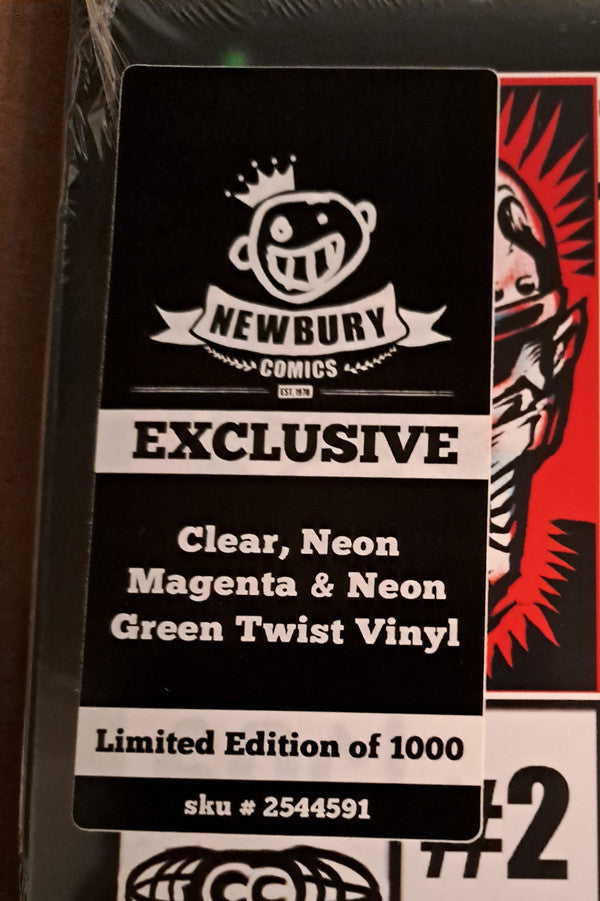 NEWBURY
COMICS
EST. 1978
EXCLUSIVE
Clear, Neon
Magenta & Neon
Green Twist Vinyl
Limited Edition of 1000
sku # 2544591
#2
CC